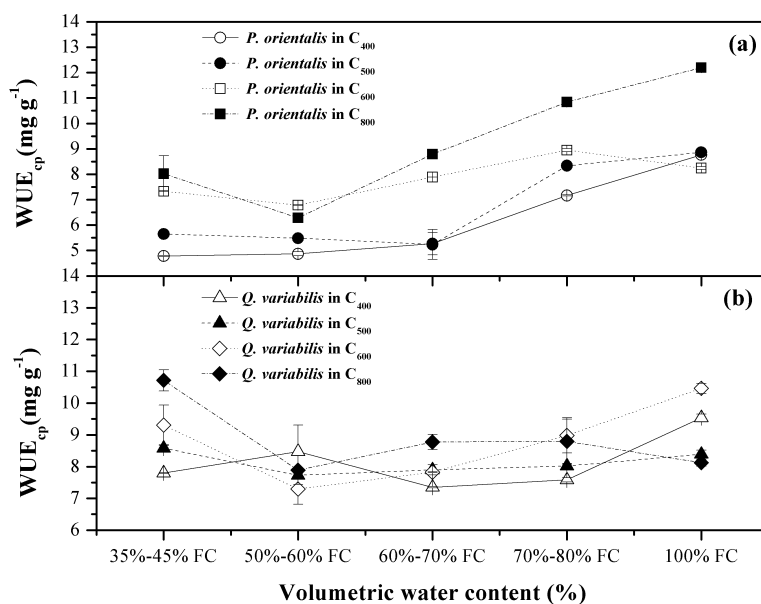 14
13
12
11
10
9
8
7
6
5
WUE_cp (mg g⁻¹)
(a)
P. orientalis in C₄₀₀
P. orientalis in C₅₀₀
P. orientalis in C₆₀₀
P. orientalis in C₈₀₀
14
13
12
11
10
9
8
7
6
WUE_cp (mg g⁻¹)
(b)
Q. variabilis in C₄₀₀
Q. variabilis in C₅₀₀
Q. variabilis in C₆₀₀
Q. variabilis in C₈₀₀
35%-45% FC 50%-60% FC 60%-70% FC 70%-80% FC 100% FC
Volumetric water content (%)